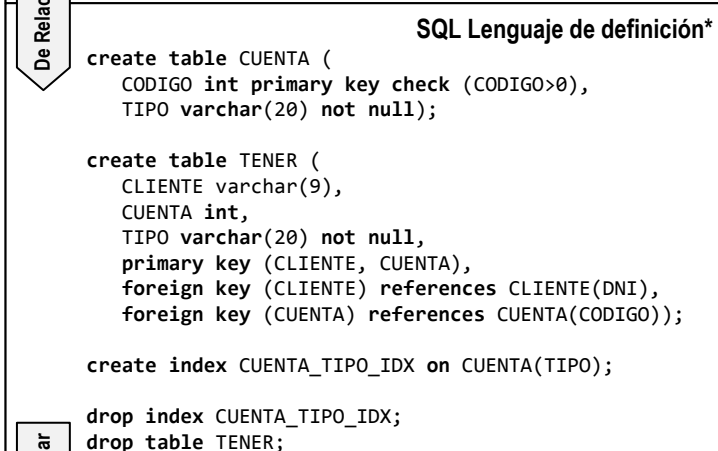 De Relac
SQL Lenguaje de definición*
create table CUENTA (
CODIGO int primary key check (CODIGO>0),
TIPO varchar(20) not null);
create table TENER (
CLIENTE varchar(9),
CUENTA int,
TIPO varchar(20) not null,
primary key (CLIENTE, CUENTA),
foreign key (CLIENTE) references CLIENTE(DNI),
foreign key (CUENTA) references CUENTA(CODIGO));
create index CUENTA_TIPO_IDX on CUENTA(TIPO);
drop index CUENTA_TIPO_IDX;
drop table TENER;
ar